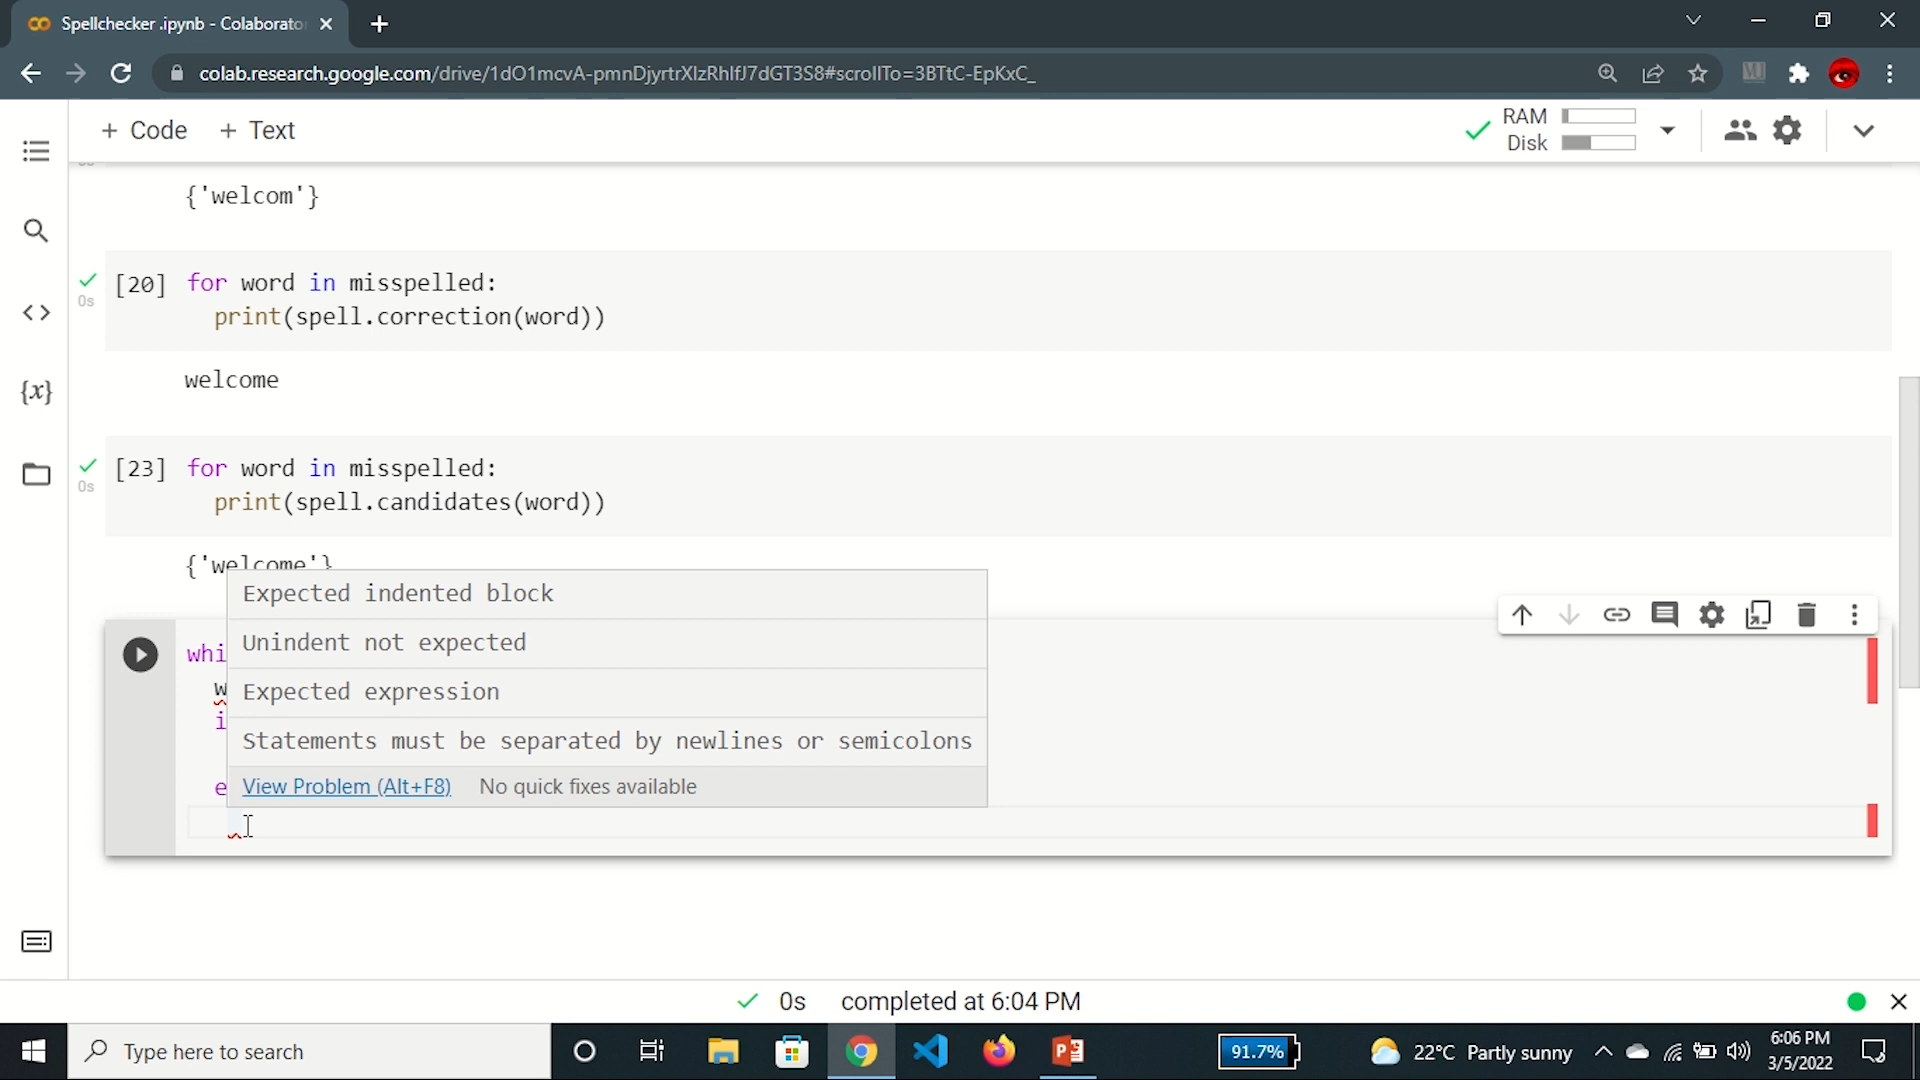 Spellchecker .ipynb - Colaborato
colab.research.google.com/drive/1dO1mcvA-pmnDjyrtrXIzRhIfJ7dGT3S8#scrollTo=3BTtC-EpKxC_
+ Code + Text
RAM
Disk
{'welcom'}
[20] for word in misspelled:
0s
print(spell.correction(word))
welcome
[23] for word in misspelled:
0s
print(spell.candidates(word))
{'welcome'}
Expected indented block
Unindent not expected
whi
Expected expression
w
i
Statements must be separated by newlines or semicolons
View Problem (Alt+F8) No quick fixes available
e
0s completed at 6:04 PM
Type here to search
91.7%
22°C Partly sunny
6:06 PM
3/5/2022